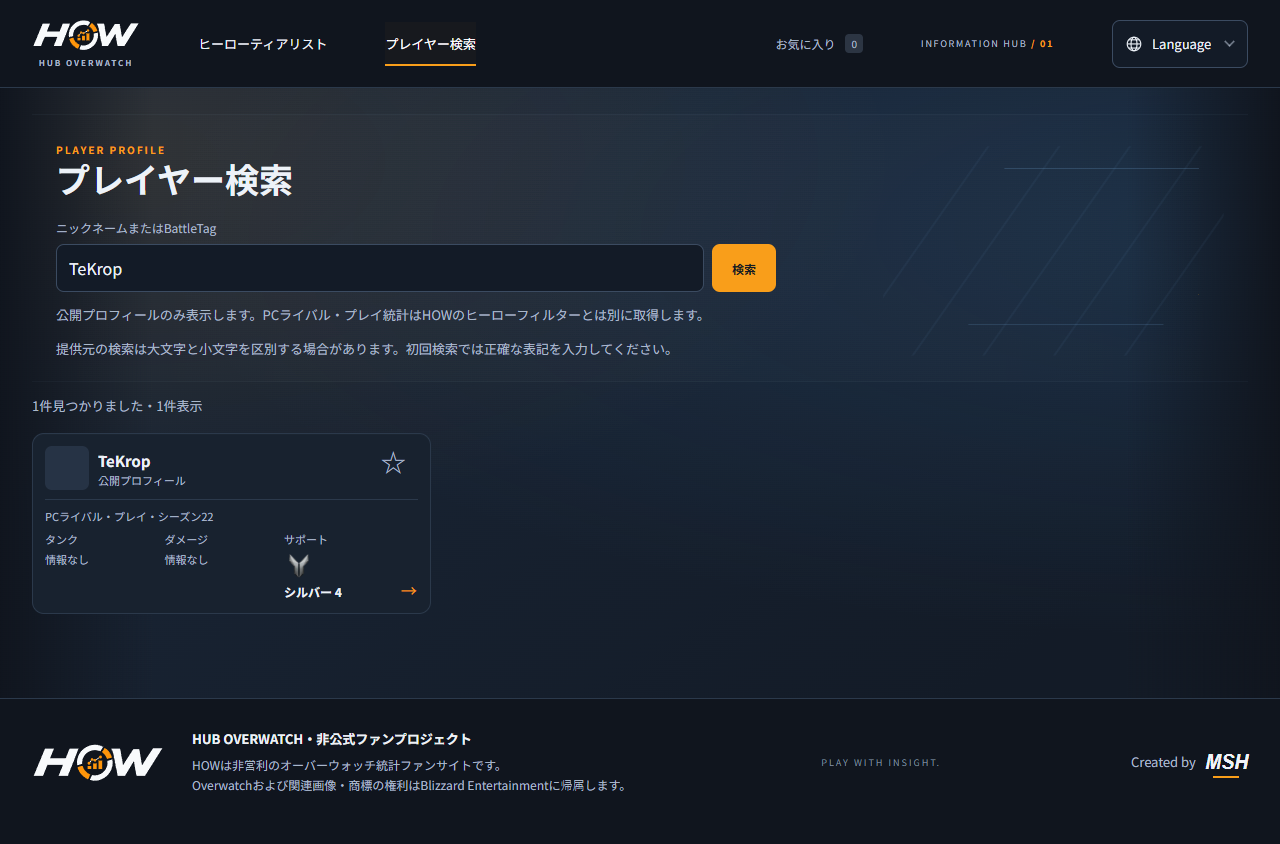 HOW
HUB OVERWATCH
ヒーローティアリスト
プレイヤー検索
お気に入り 0
INFORMATION HUB / 01
Language
PLAYER PROFILE
プレイヤー検索
ニックネームまたはBattleTag
TeKrop
検索
公開プロフィールのみ表示します。PCライバル・プレイ統計はHOWのヒーローフィルターとは別に取得します。
提供元の検索は大文字と小文字を区別する場合があります。初回検索では正確な表記を入力してください。
1件見つかりました・1件表示
TeKrop
☆
公開プロフィール
PCライバル・プレイ・シーズン22
タンク ダメージ サポート
情報なし 情報なし
シルバー 4 →
HOW
HUB OVERWATCH・非公式ファンプロジェクト
HOWは非営利のオーバーウォッチ統計ファンサイトです。
Overwatchおよび関連画像・商標の権利はBlizzard Entertainmentに帰属します。
PLAY WITH INSIGHT.
Created by MSH